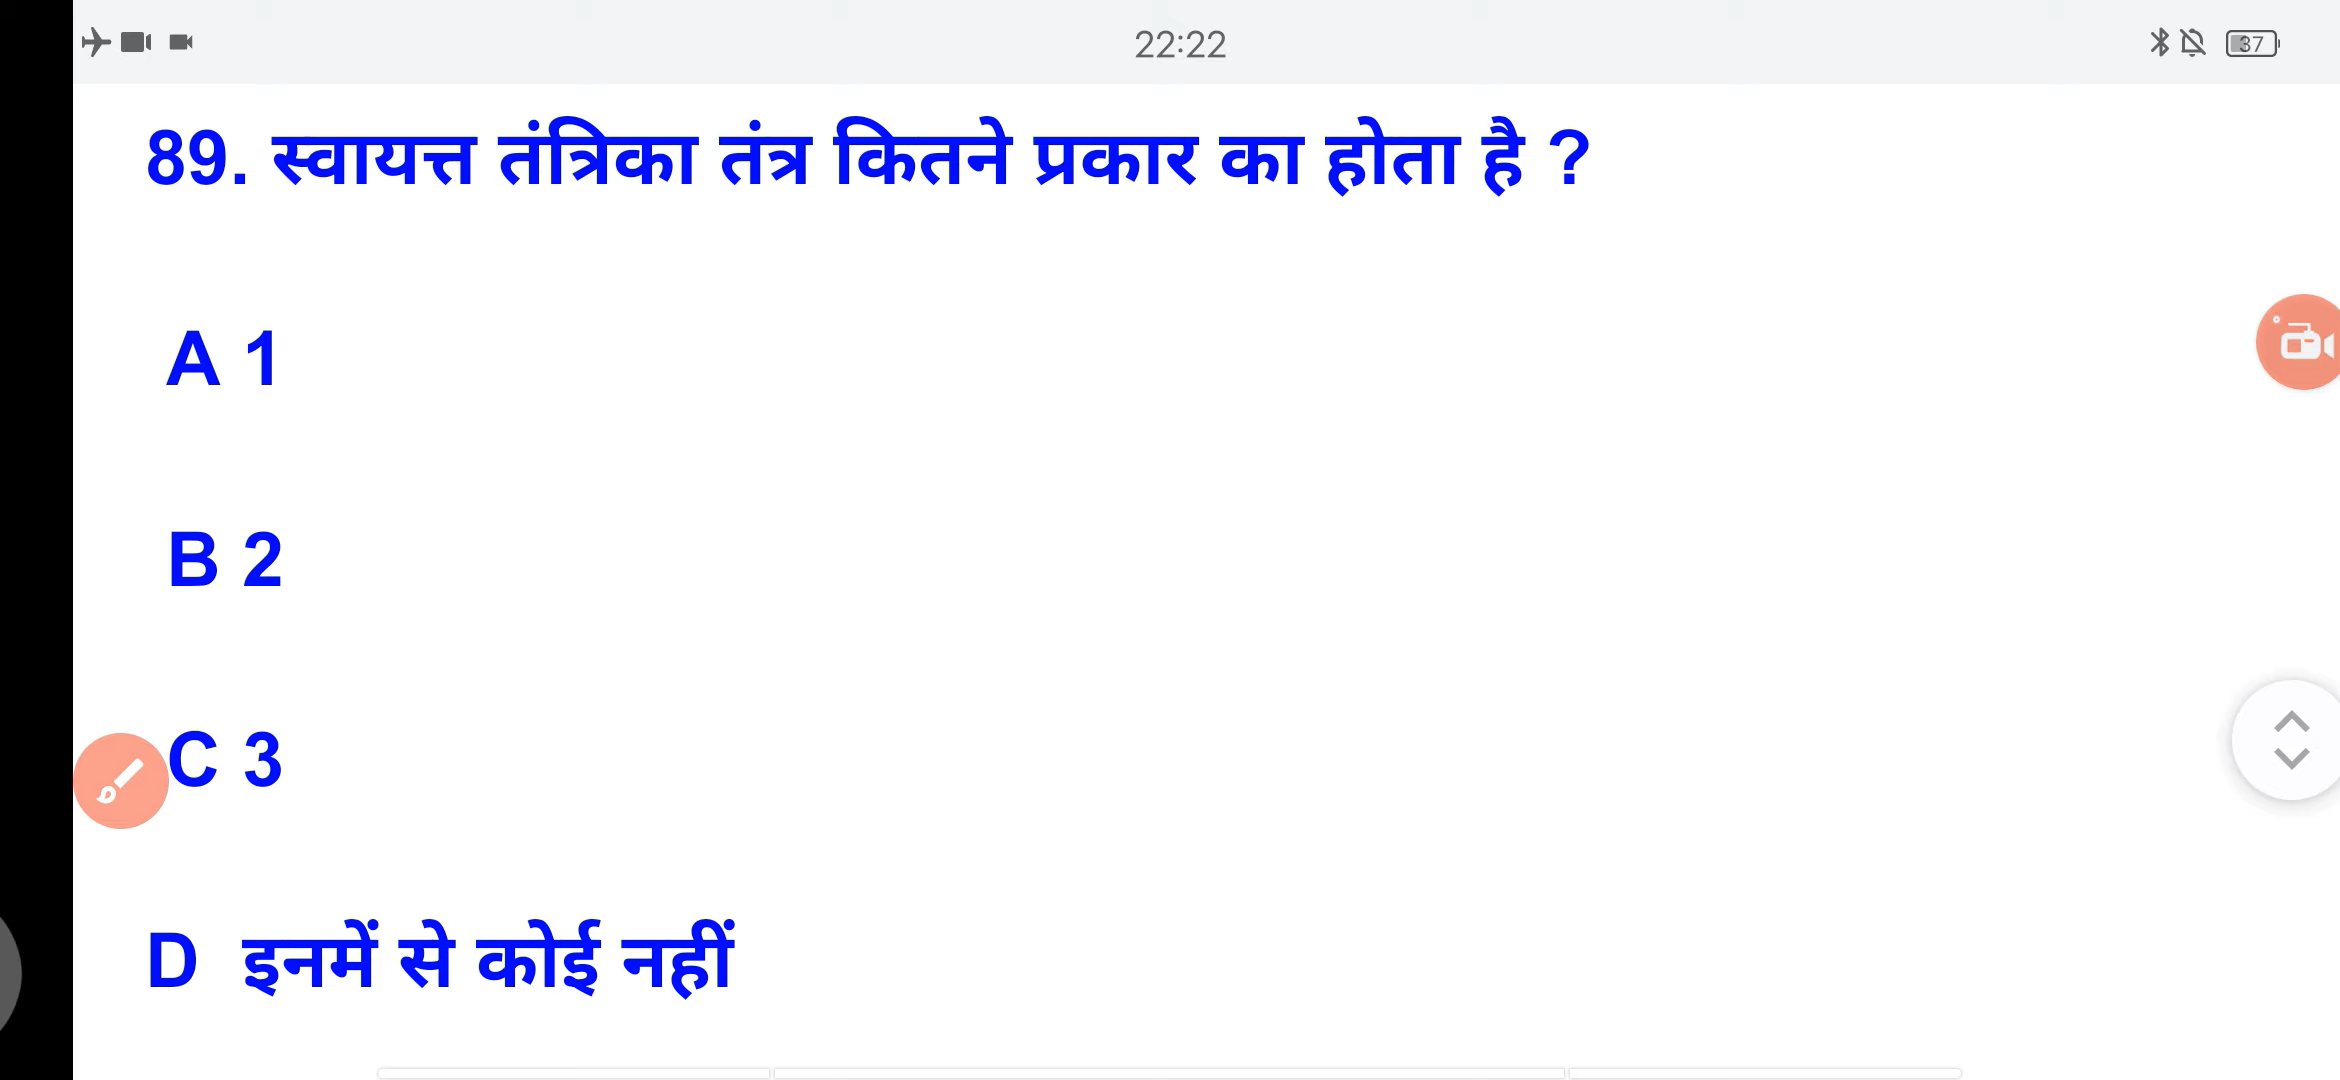 22:22
37
89. स्वायत्त तंत्रिका तंत्र कितने प्रकार का होता है ?
A 1
B 2
C 3
D इनमें से कोई नहीं